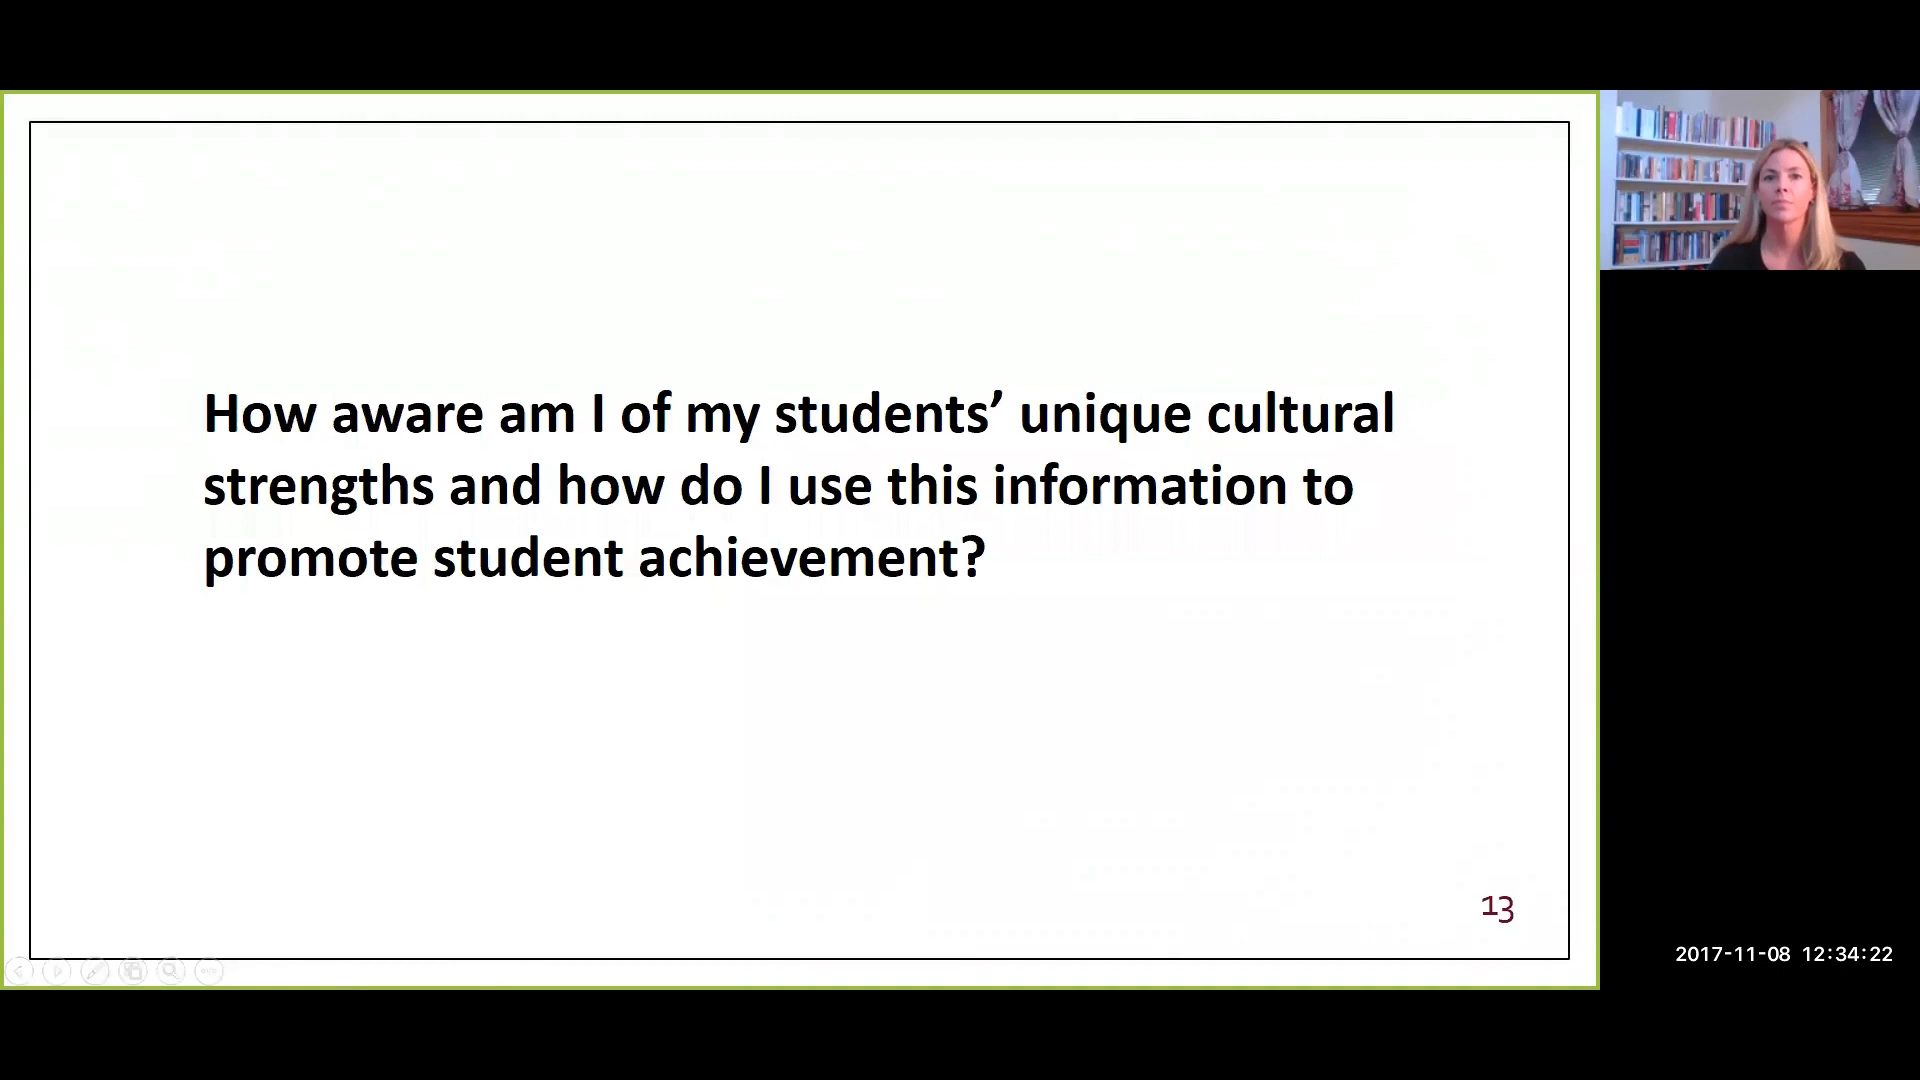 How aware am I of my students’ unique cultural
strengths and how do I use this information to
promote student achievement?
13
2017-11-08 12:34:22